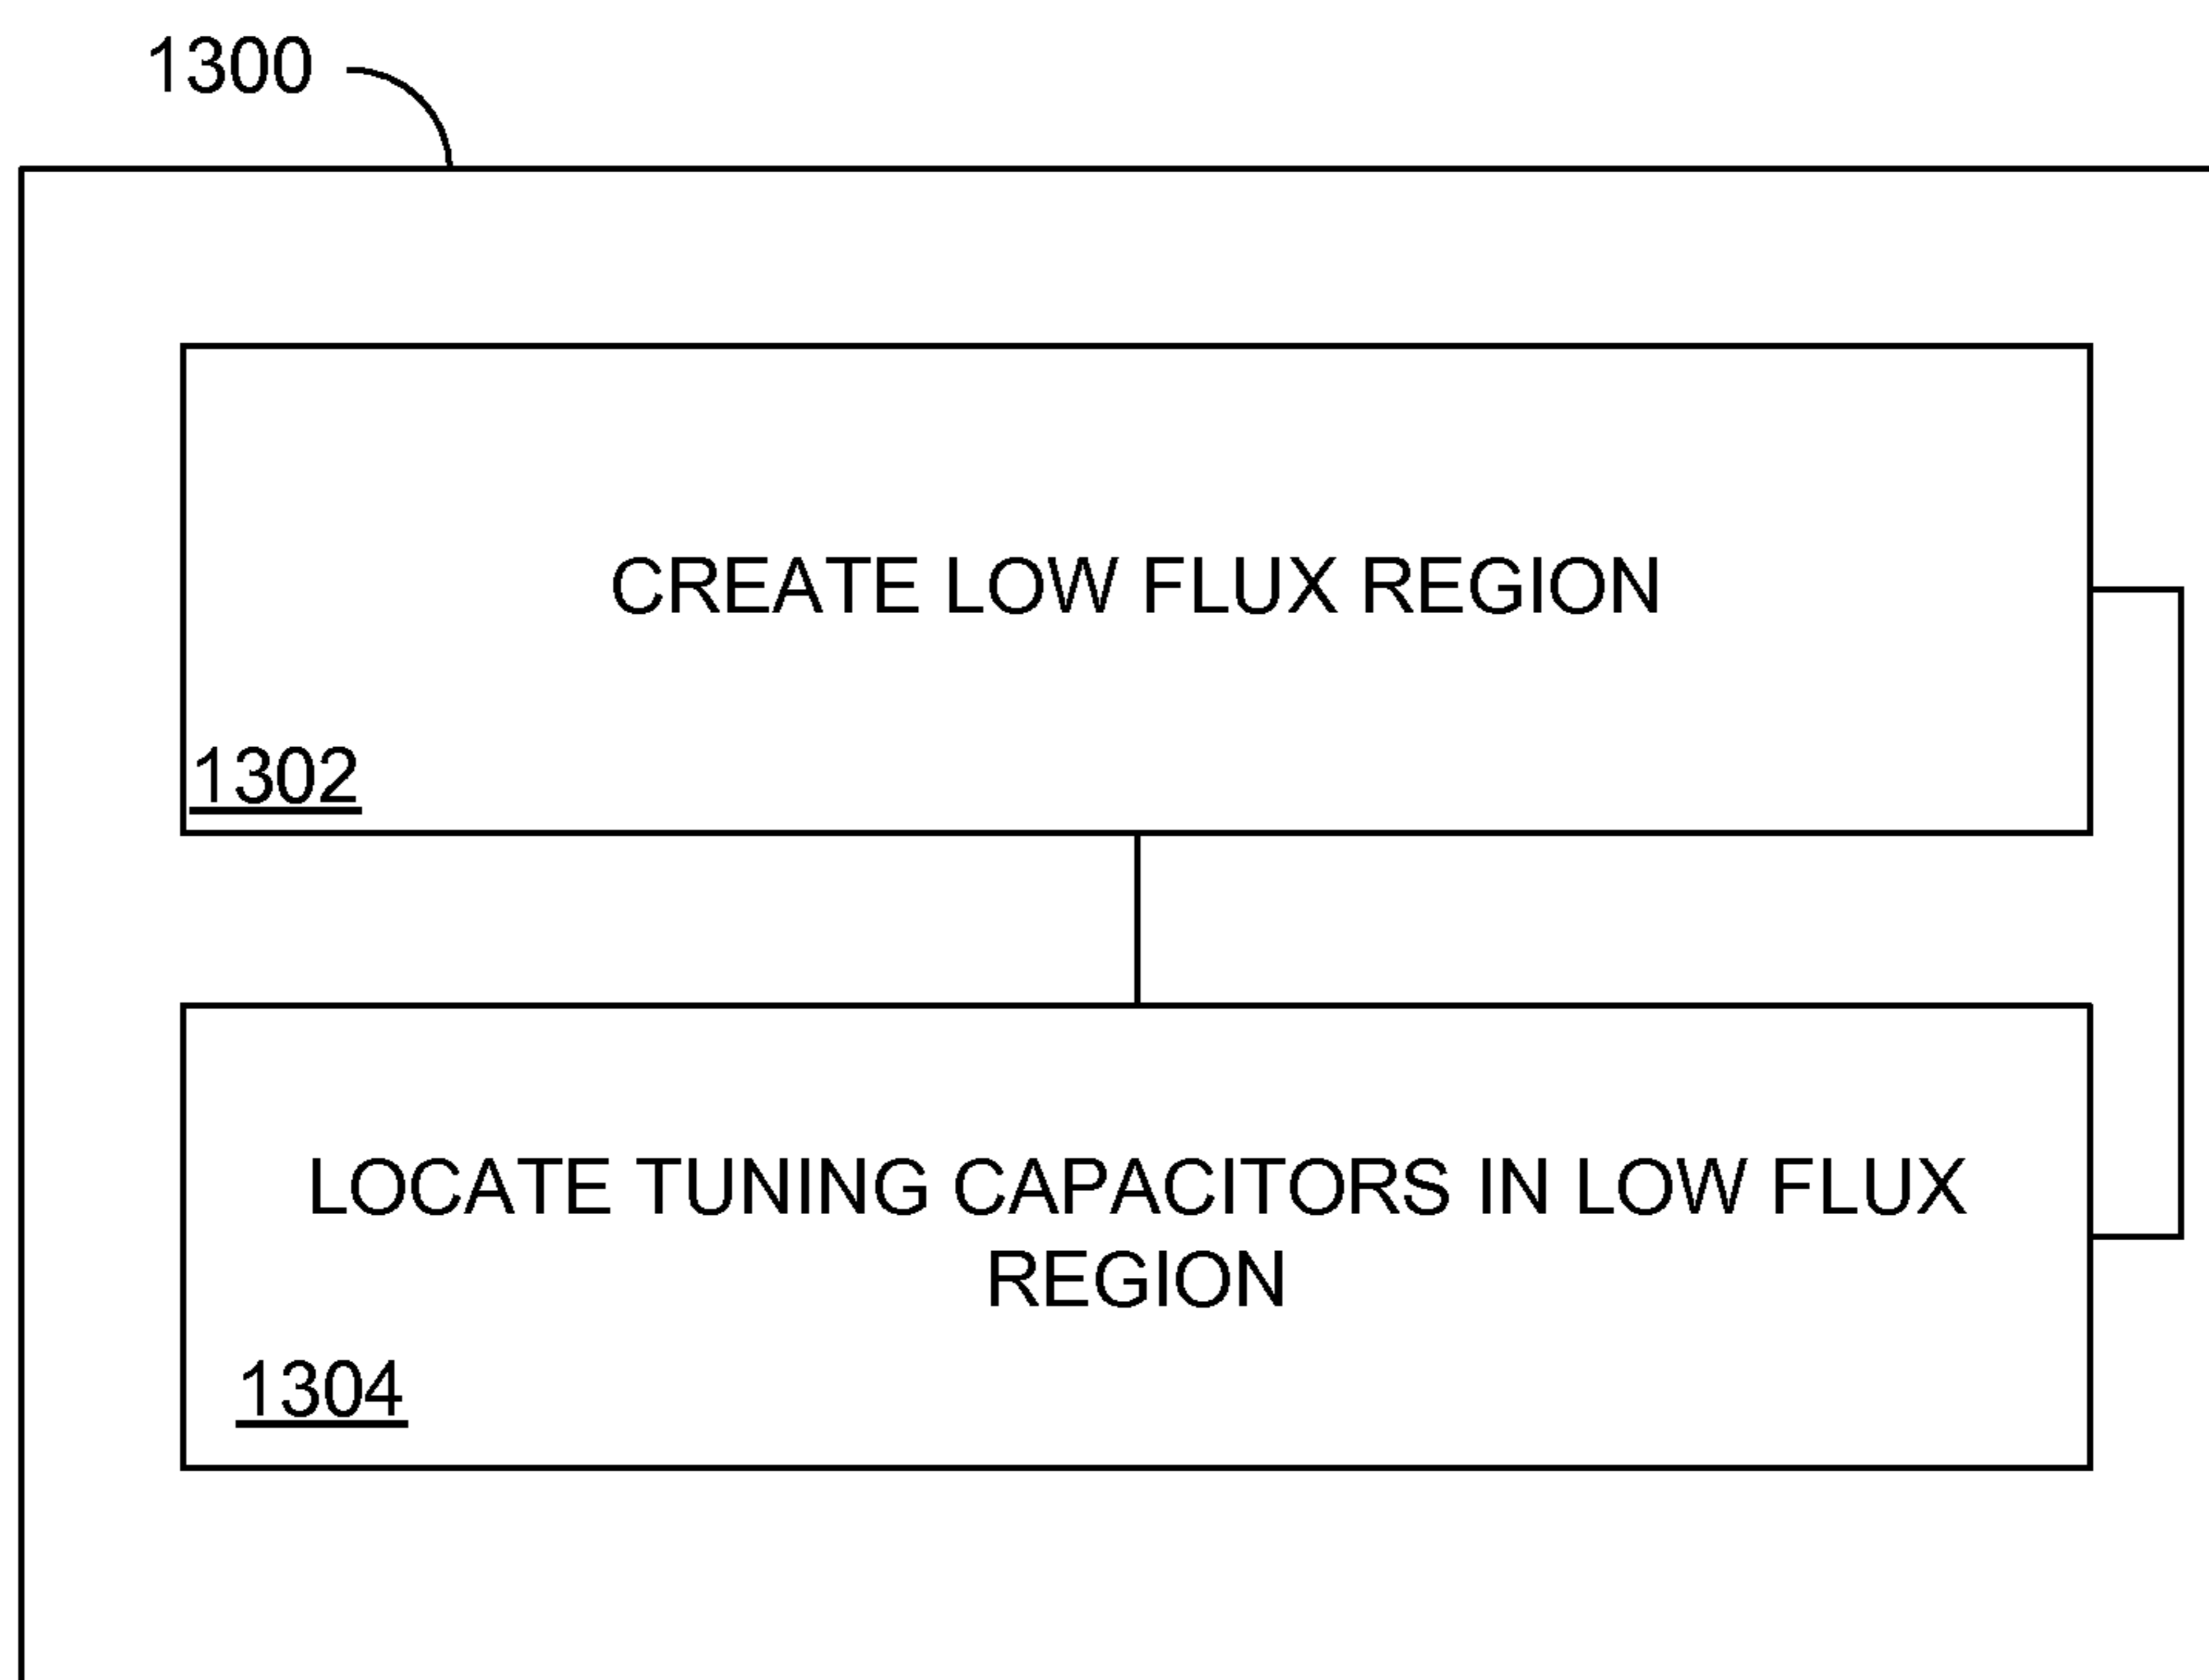 1300
CREATE LOW FLUX REGION
1302
LOCATE TUNING CAPACITORS IN LOW FLUX
REGION
1304